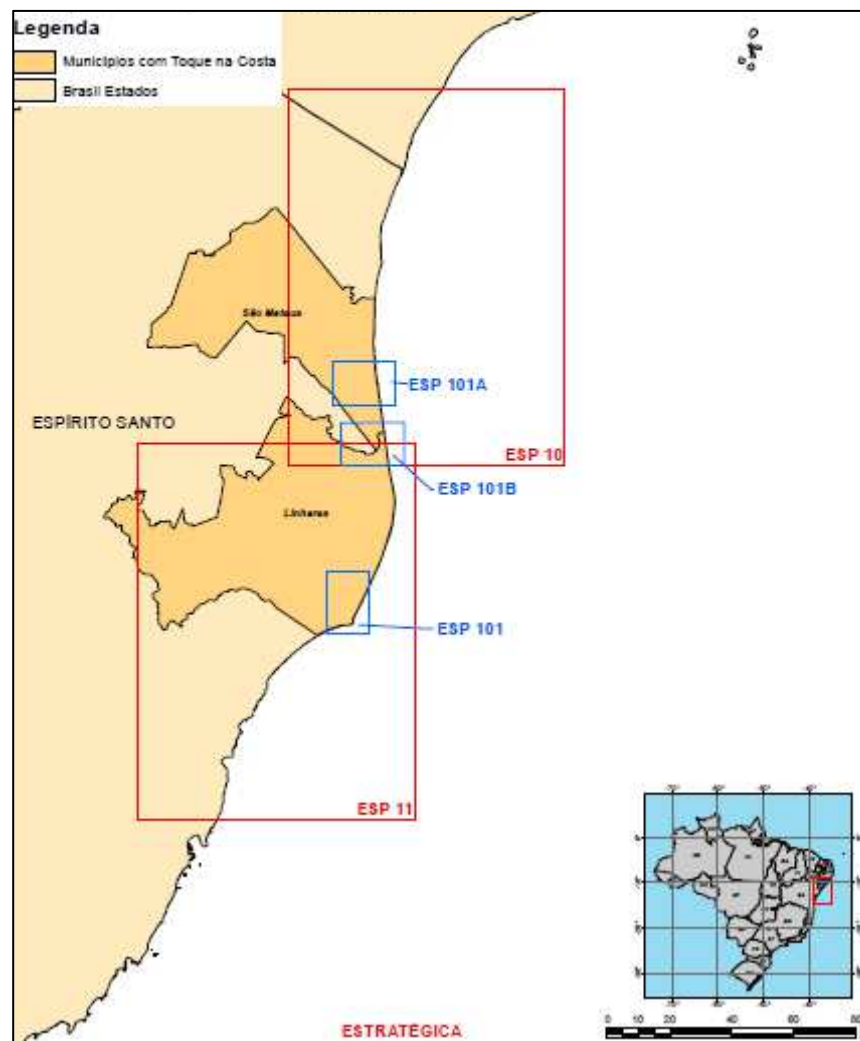 Legenda
Municípios com Toque na Costa
Brasil Estados
São Mateus
ESP 101A
ESPÍRITO SANTO
ESP 10
ESP 101B
Linhares
ESP 101
ESP 11
ESTRATÉGICA
0 10 20 40 60 80